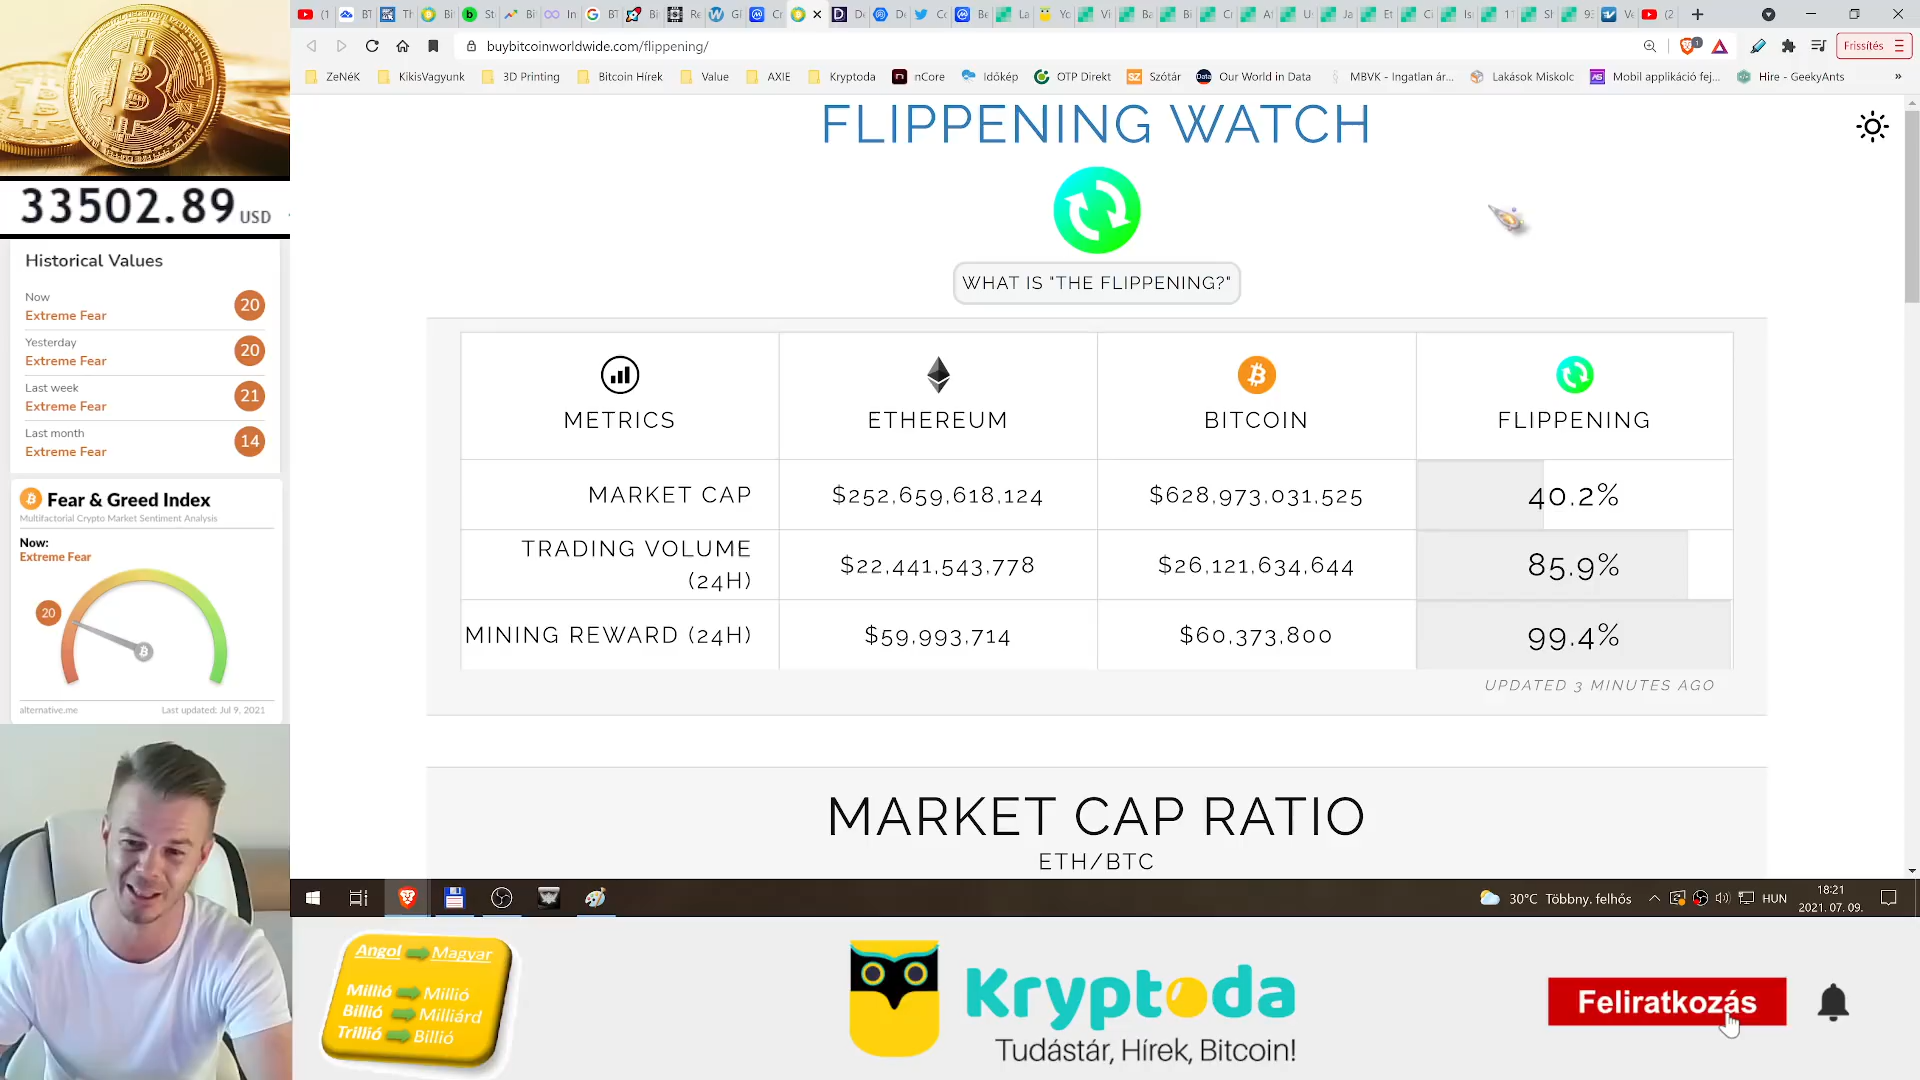 33502.89 USD
Historical Values
Now
Extreme Fear
20
Yesterday
Extreme Fear
20
Last week
Extreme Fear
21
Last month
Extreme Fear
14
Fear & Greed Index
Multifactorial Crypto Market Sentiment Analysis
Now:
Extreme Fear
20
alternative.me
Last updated: Jul 9, 2021
buybitcoinworldwide.com/flippening/
Frissítés
ZeNéK
KikisVagyunk
3D Printing
Bitcoin Hírek
Value
AXIE
Kryptoda
nCore
Időkép
OTP Direkt
Szótár
Our World in Data
MBVK - Ingatlan ár...
Lakások Miskolc
Mobil applikáció fej...
Hire - GeekyAnts
»
FLIPPENING WATCH
WHAT IS "THE FLIPPENING?"
METRICS
ETHEREUM
BITCOIN
FLIPPENING
MARKET CAP
$252,659,618,124
$628,973,031,525
40.2%
TRADING VOLUME
(24H)
$22,441,543,778
$26,121,634,644
85.9%
MINING REWARD (24H)
$59,993,714
$60,373,800
99.4%
UPDATED 3 MINUTES AGO
MARKET CAP RATIO
ETH/BTC
30°C Többny. felhős
HUN
18:21
2021. 07. 09.
Angol Magyar
Millió Millió
Billió Milliárd
Trillió Billió
Kryptoda
Tudástár, Hírek, Bitcoin!
Feliratkozás